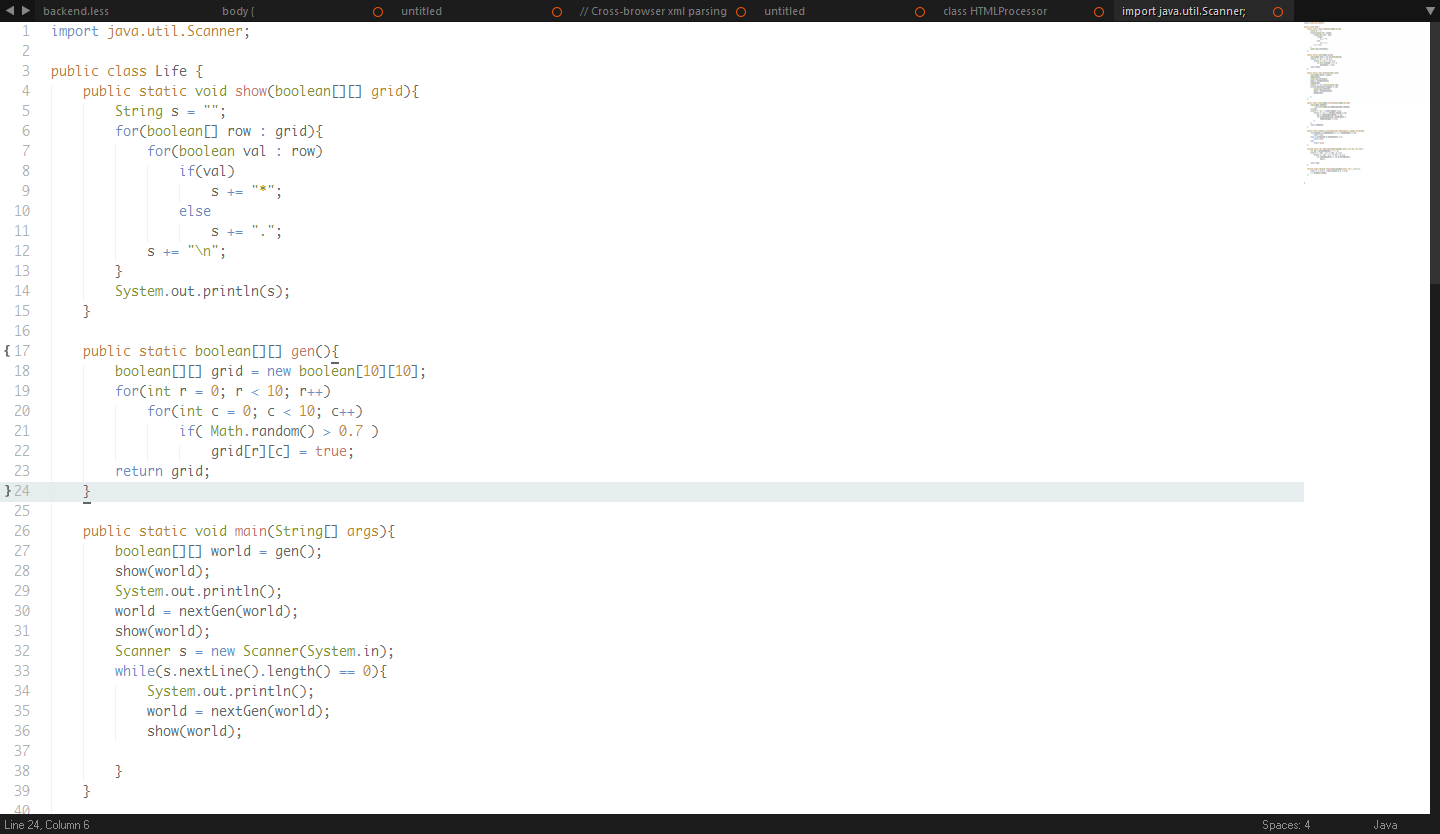 backend.less body { untitled // Cross-browser xml parsing untitled class HTMLProcessor import java.util.Scanner;
1 import java.util.Scanner;
2
3 public class Life {
4     public static void show(boolean[][] grid){
5         String s = "";
6         for(boolean[] row : grid){
7             for(boolean val : row)
8                 if(val)
9                     s += "*";
10                 else
11                     s += ".";
12             s += "\n";
13         }
14         System.out.println(s);
15     }
16
{ 17     public static boolean[][] gen(){
18         boolean[][] grid = new boolean[10][10];
19         for(int r = 0; r < 10; r++)
20             for(int c = 0; c < 10; c++)
21                 if( Math.random() > 0.7 )
22                     grid[r][c] = true;
23         return grid;
} 24     }
25
26     public static void main(String[] args){
27         boolean[][] world = gen();
28         show(world);
29         System.out.println();
30         world = nextGen(world);
31         show(world);
32         Scanner s = new Scanner(System.in);
33         while(s.nextLine().length() == 0){
34             System.out.println();
35             world = nextGen(world);
36             show(world);
37
38         }
39     }
40
Line 24, Column 6 Spaces: 4 Java